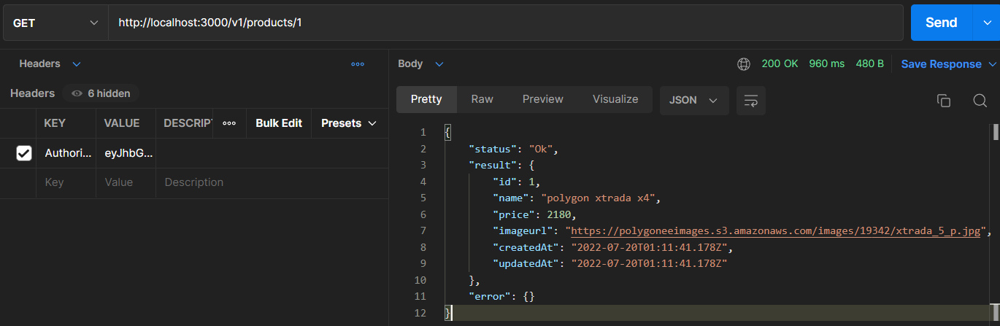 GET http://localhost:3000/v1/products/1 Send
Headers
Headers 6 hidden
KEY VALUE DESCRIPT Bulk Edit Presets
Authori... eyJhbG...
Key Value Description
Body 200 OK 960 ms 480 B Save Response
Pretty Raw Preview Visualize JSON
1 {
2 "status": "Ok",
3 "result": {
4 "id": 1,
5 "name": "polygon xtrada x4",
6 "price": 2180,
7 "imageurl": "https://polygoneeimages.s3.amazonaws.com/images/19342/xtrada_5_p.jpg",
8 "createdAt": "2022-07-20T01:11:41.178Z",
9 "updatedAt": "2022-07-20T01:11:41.178Z"
10 },
11 "error": {}
12 }